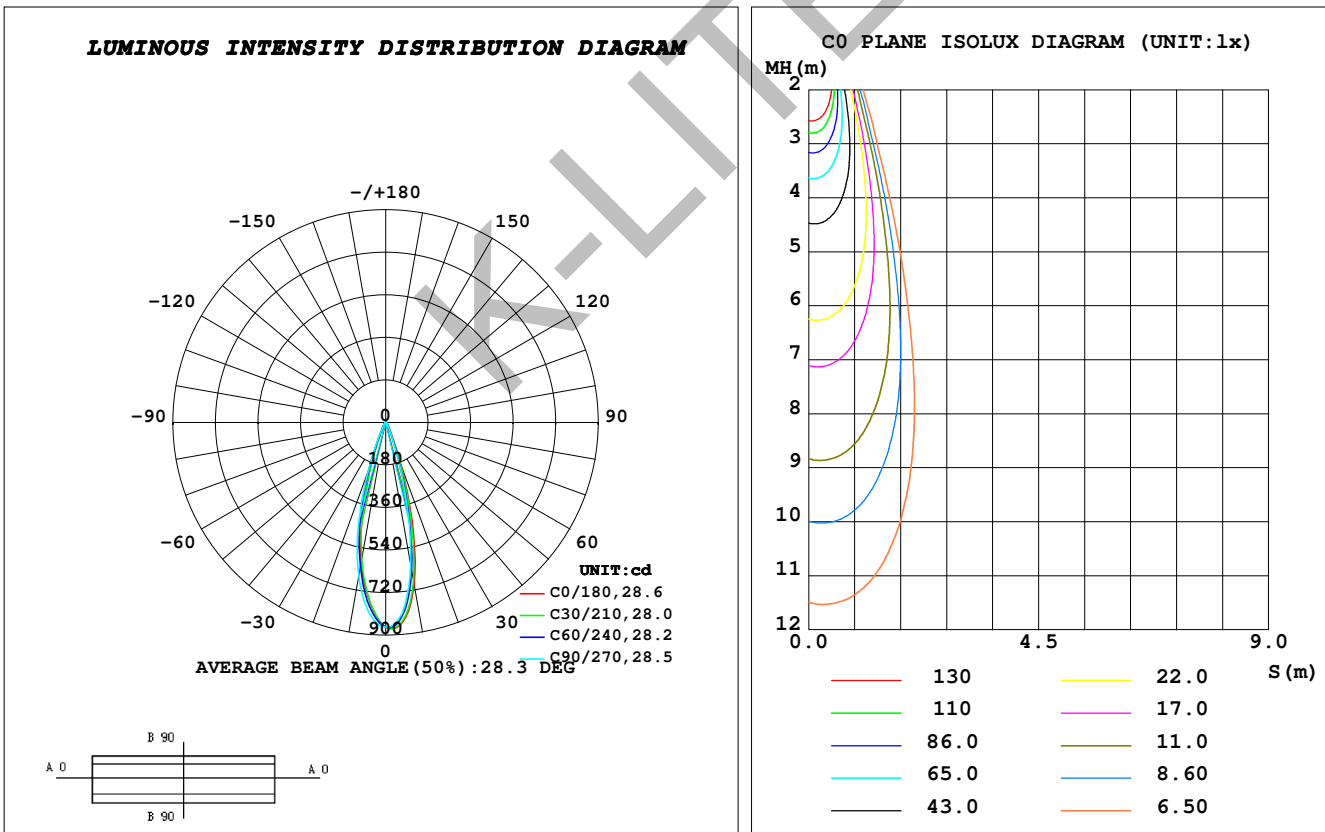 LUMINOUS INTENSITY DISTRIBUTION DIAGRAM
-/+180
-150 150
-120 120
-90 90
-60 60
-30 30
0
180
360
540
720
900
0
UNIT:cd
C0/180,28.6
C30/210,28.0
C60/240,28.2
C90/270,28.5
AVERAGE BEAM ANGLE(50%):28.3 DEG
B 90
A 0 A 0
B 90
K-LITE
C0 PLANE ISOLUX DIAGRAM (UNIT:lx)
MH(m)
2
3
4
5
6
7
8
9
10
11
12
0.0 4.5 9.0
S(m)
130 22.0
110 17.0
86.0 11.0
65.0 8.60
43.0 6.50